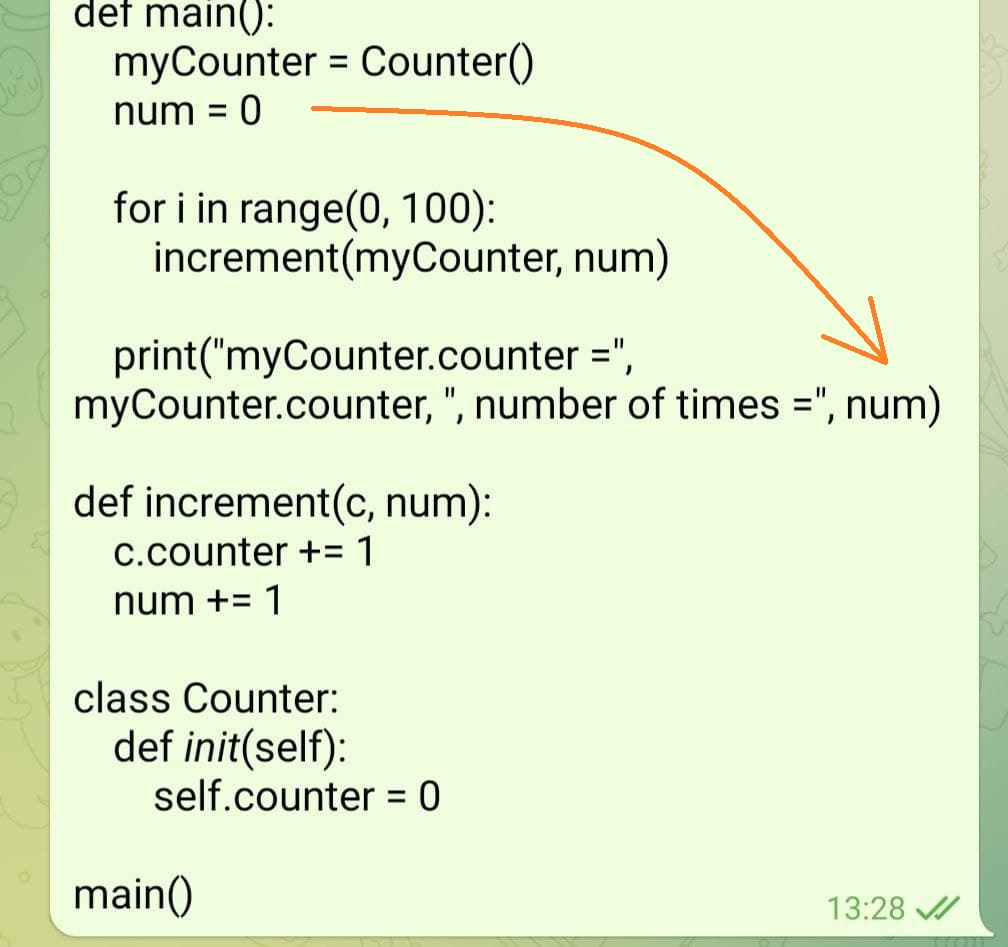 def main():
myCounter = Counter()
num = 0
for i in range(0, 100):
increment(myCounter, num)
print("myCounter.counter =",
myCounter.counter, ", number of times =", num)
def increment(c, num):
c.counter += 1
num += 1
class Counter:
def init(self):
self.counter = 0
main()
13:28